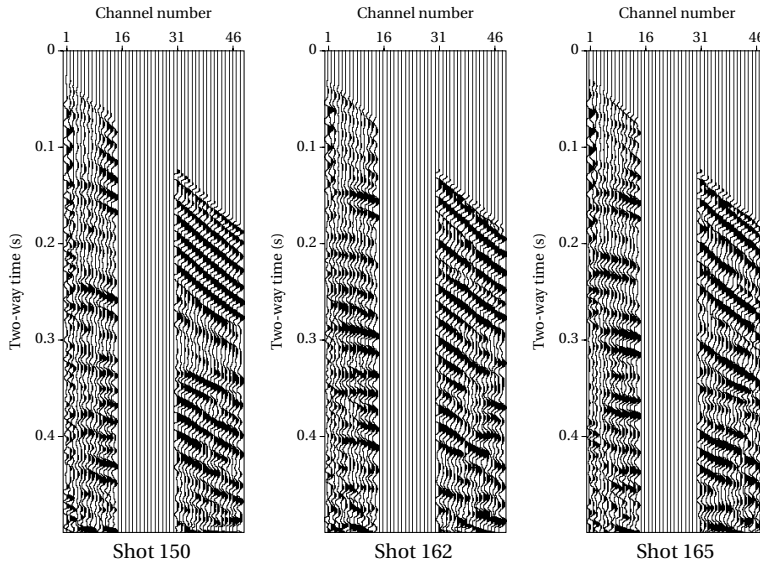 Channel number Channel number Channel number
1 16 31 46 1 16 31 46 1 16 31 46
0 0 0
0.1 0.1 0.1
0.2 0.2 0.2
Two-way time (s) Two-way time (s) Two-way time (s)
0.3 0.3 0.3
0.4 0.4 0.4
Shot 150 Shot 162 Shot 165